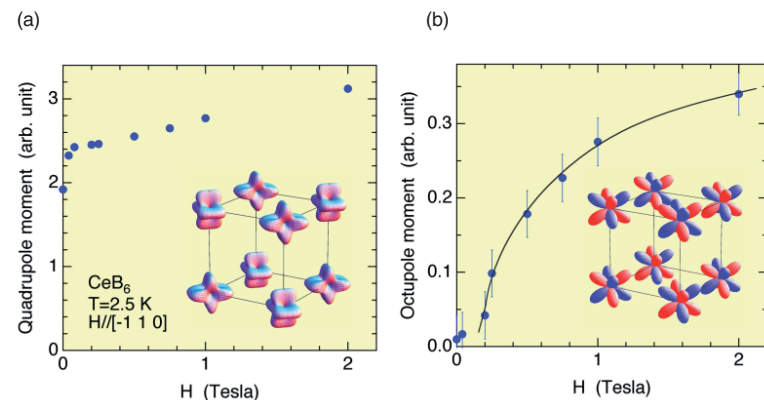 (a)
Quadrupole moment (arb. unit)
3
2
1
0
CeB6
T=2.5 K
H//[-1 1 0]
0
1
2
H (Tesla)
(b)
Octupole moment (arb. unit)
0.3
0.2
0.1
0.0
0
1
2
H (Tesla)